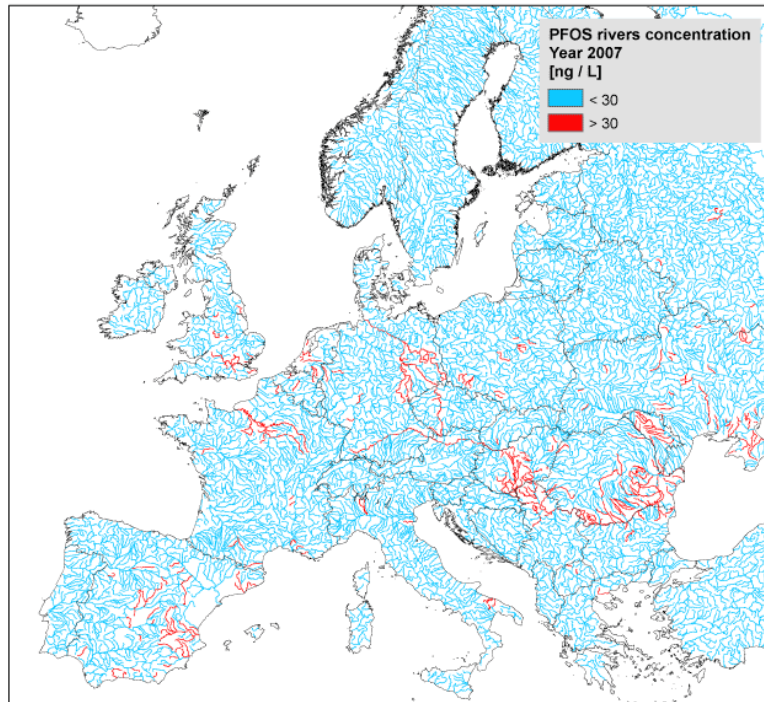 PFOS rivers concentration
Year 2007
[ng / L]
< 30
> 30